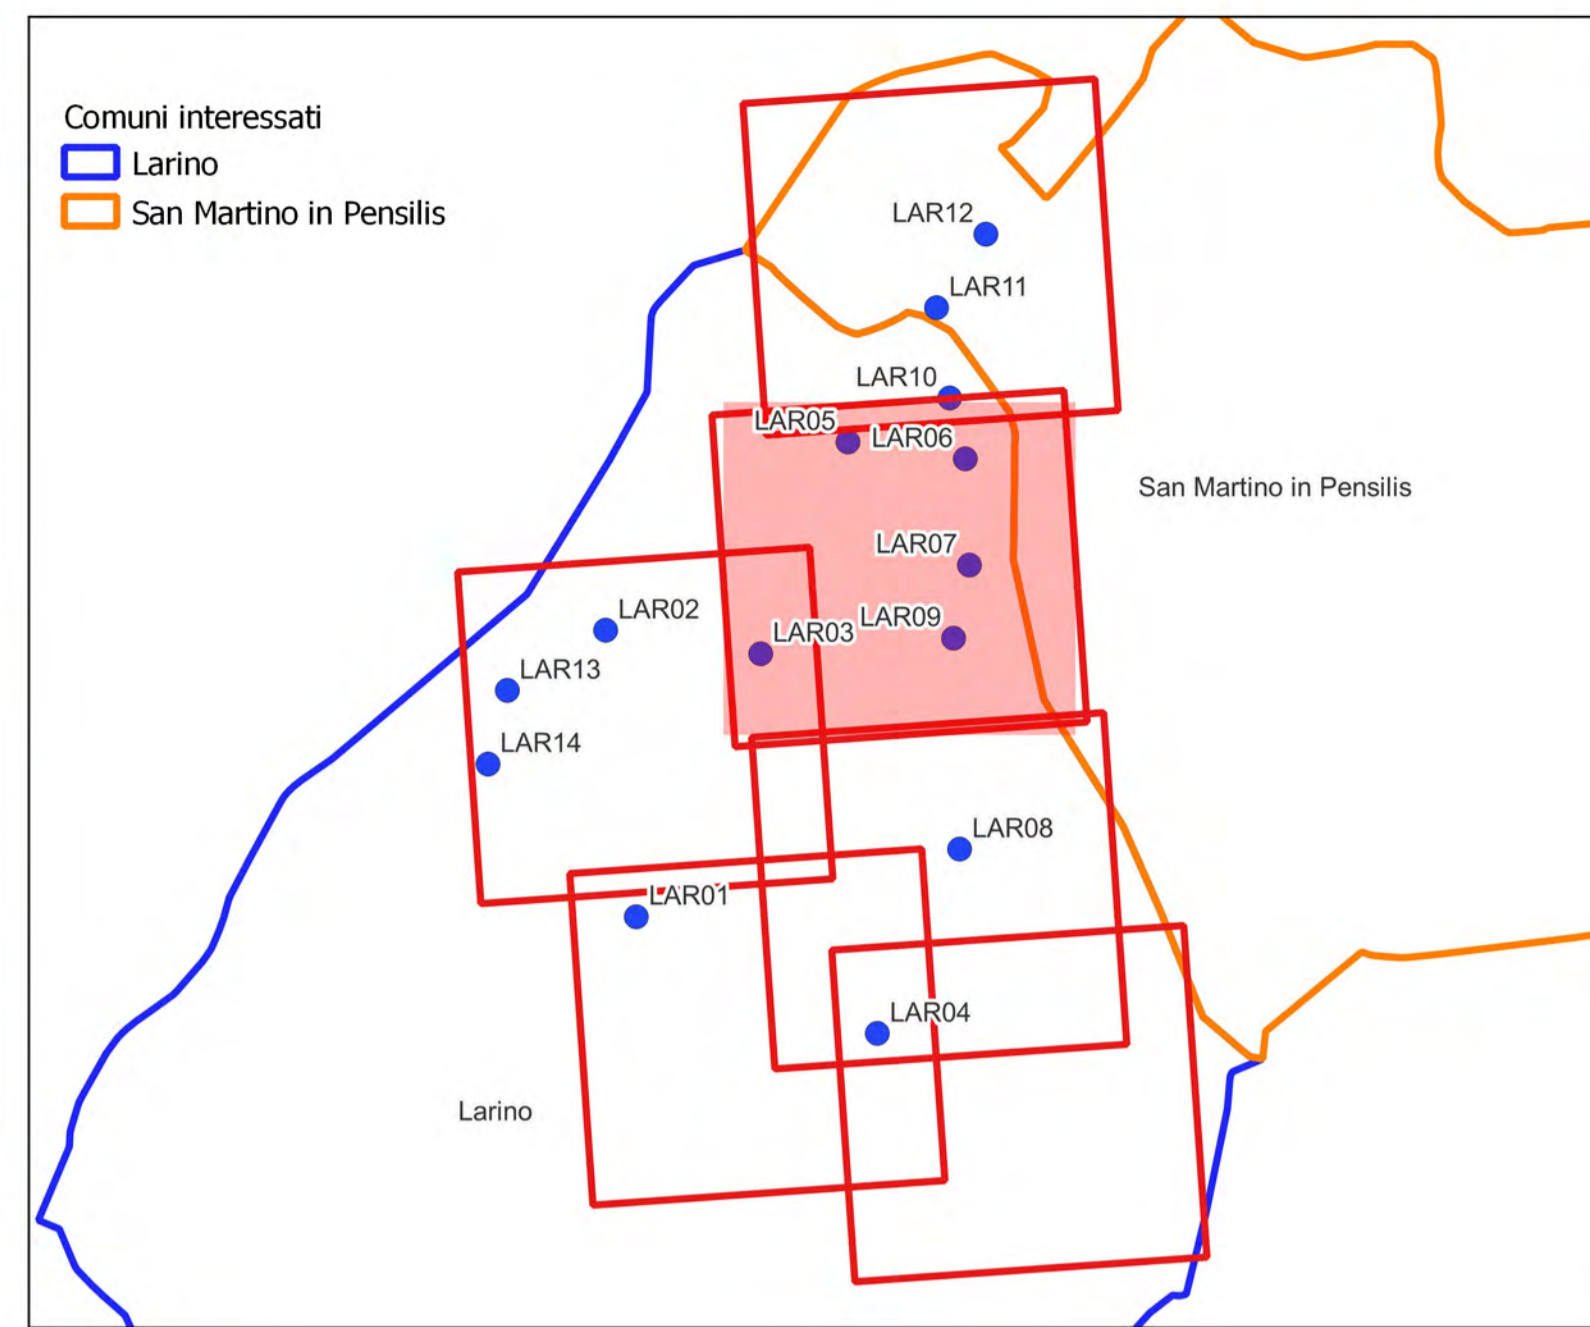 Comuni interessati
Larino
San Martino in Pensilis
LAR12
LAR11
LAR10
LAR05
LAR06
San Martino in Pensilis
LAR07
LAR02
LAR09
LAR03
LAR13
LAR14
LAR08
LAR01
LAR04
Larino